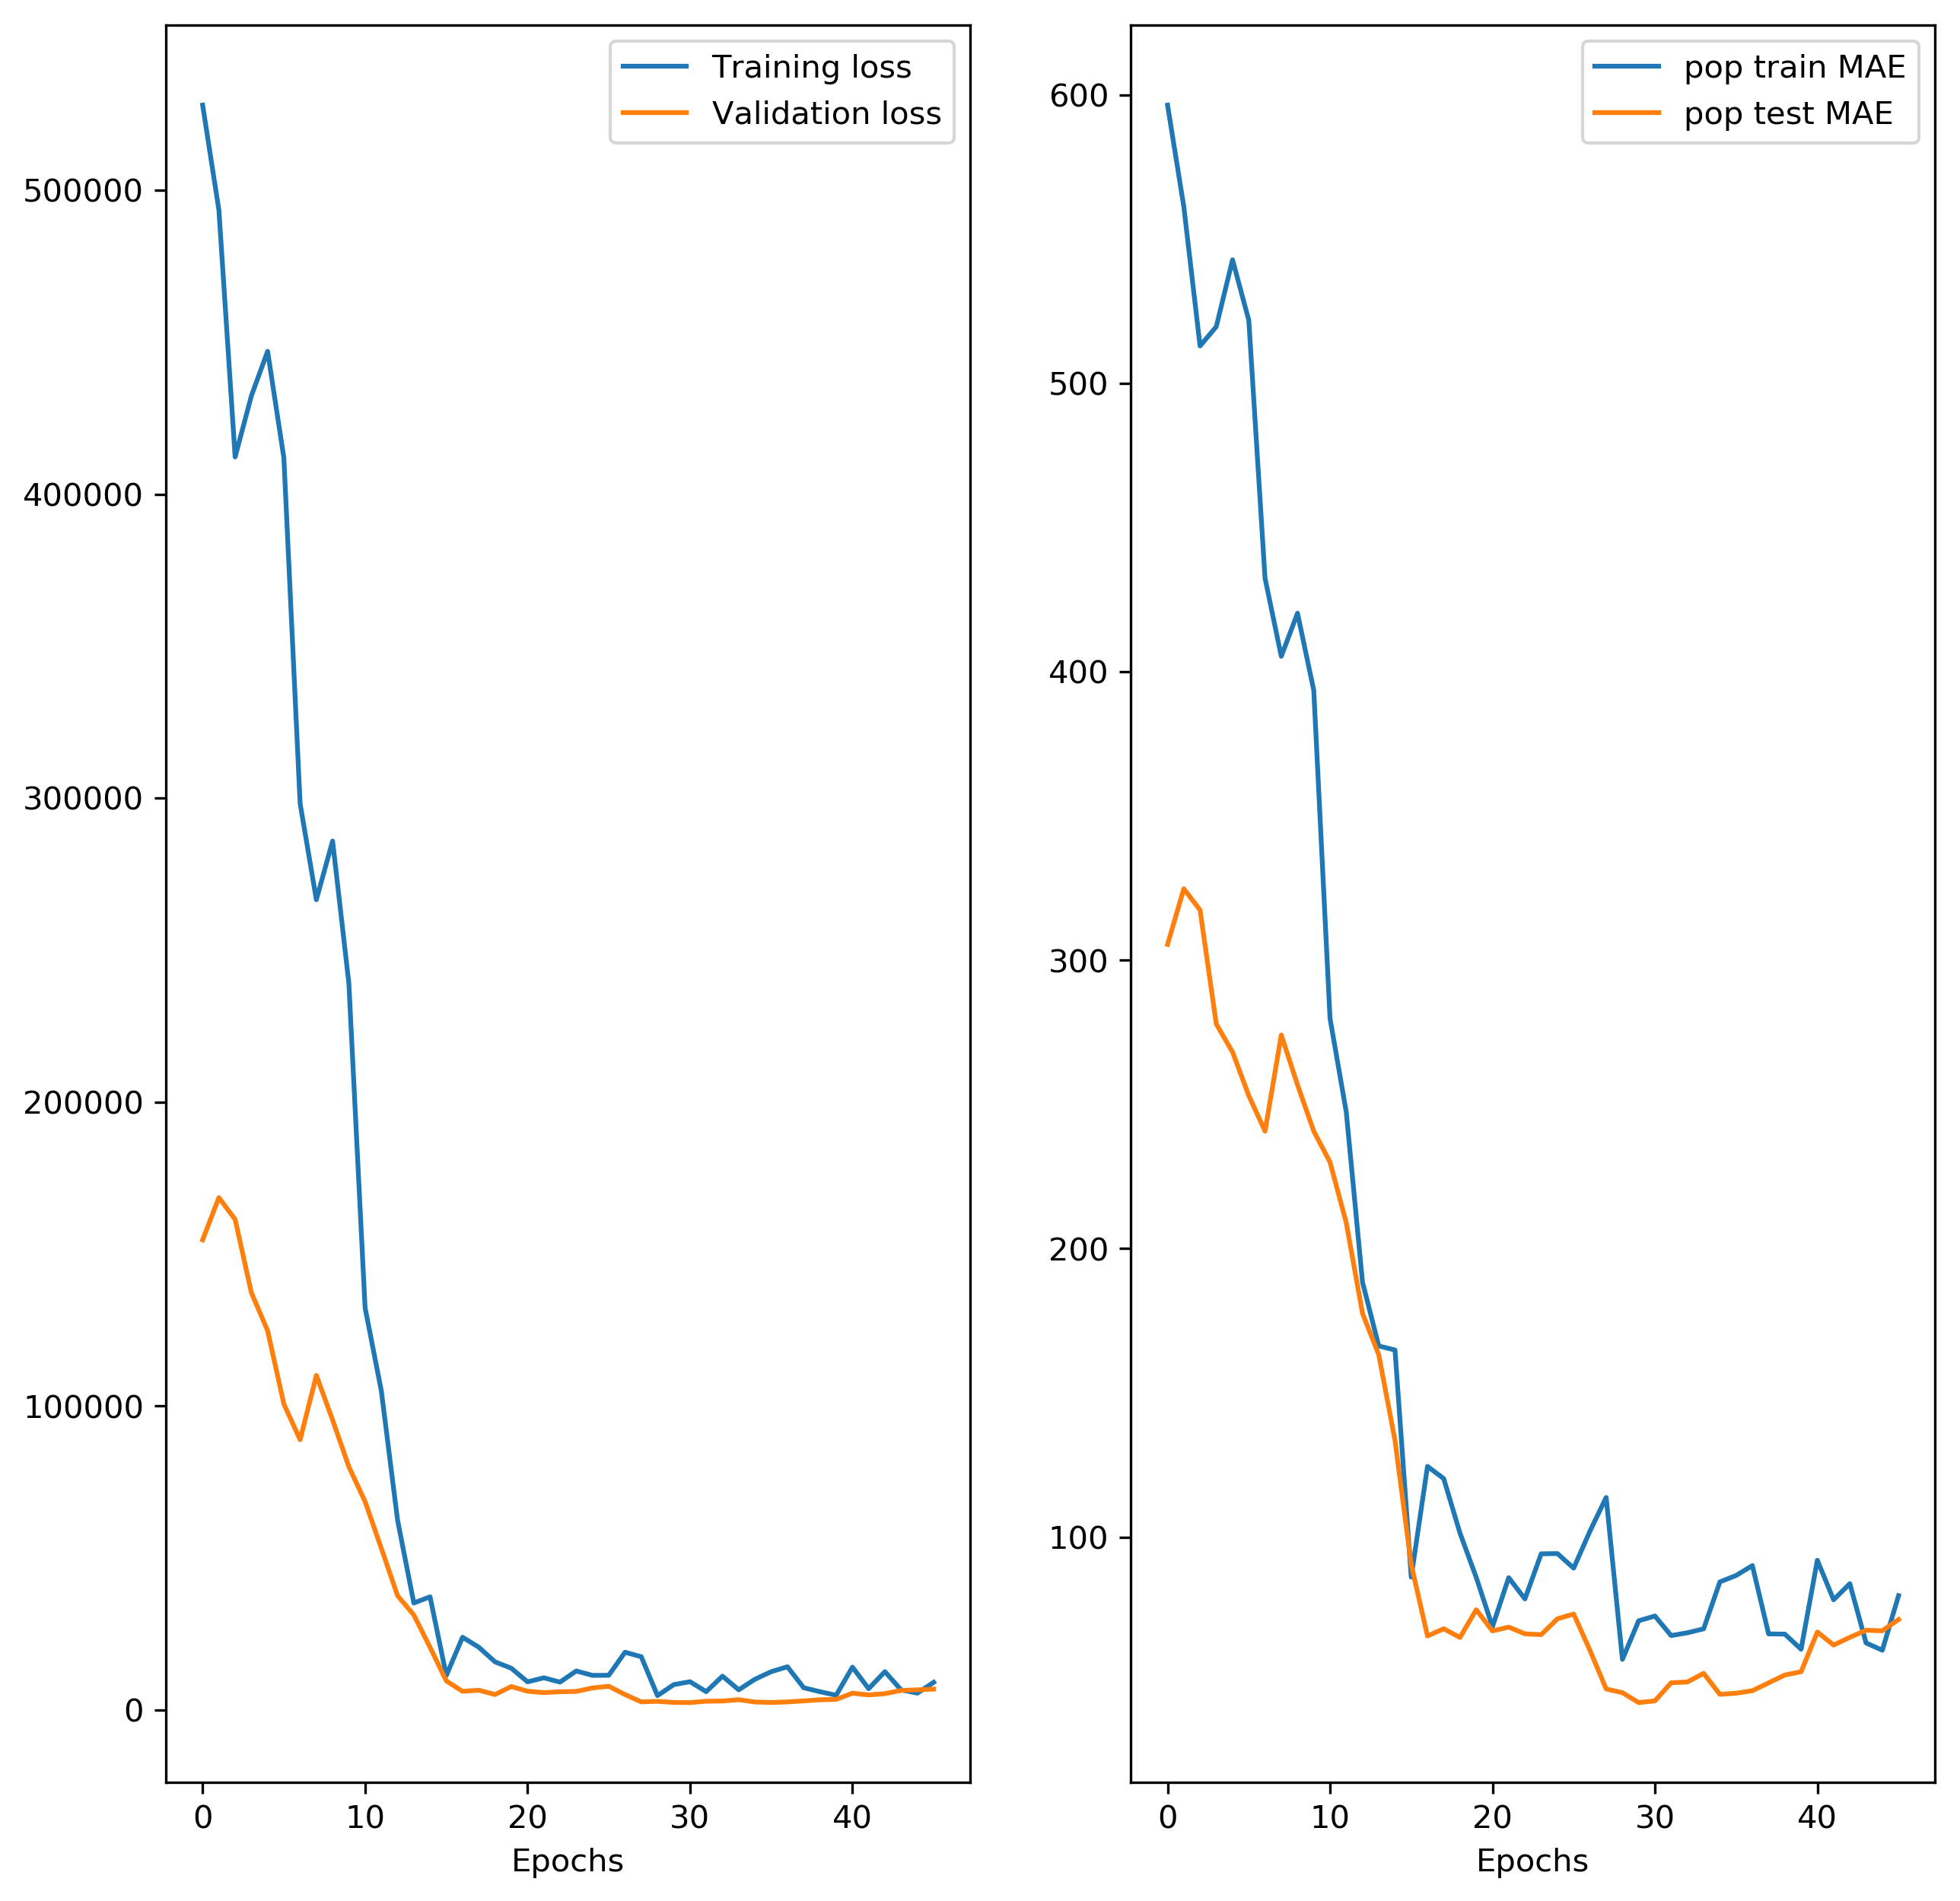 Training loss
Validation loss
500000
400000
300000
200000
100000
0
0 10 20 30 40
Epochs
pop train MAE
pop test MAE
600
500
400
300
200
100
0 10 20 30 40
Epochs